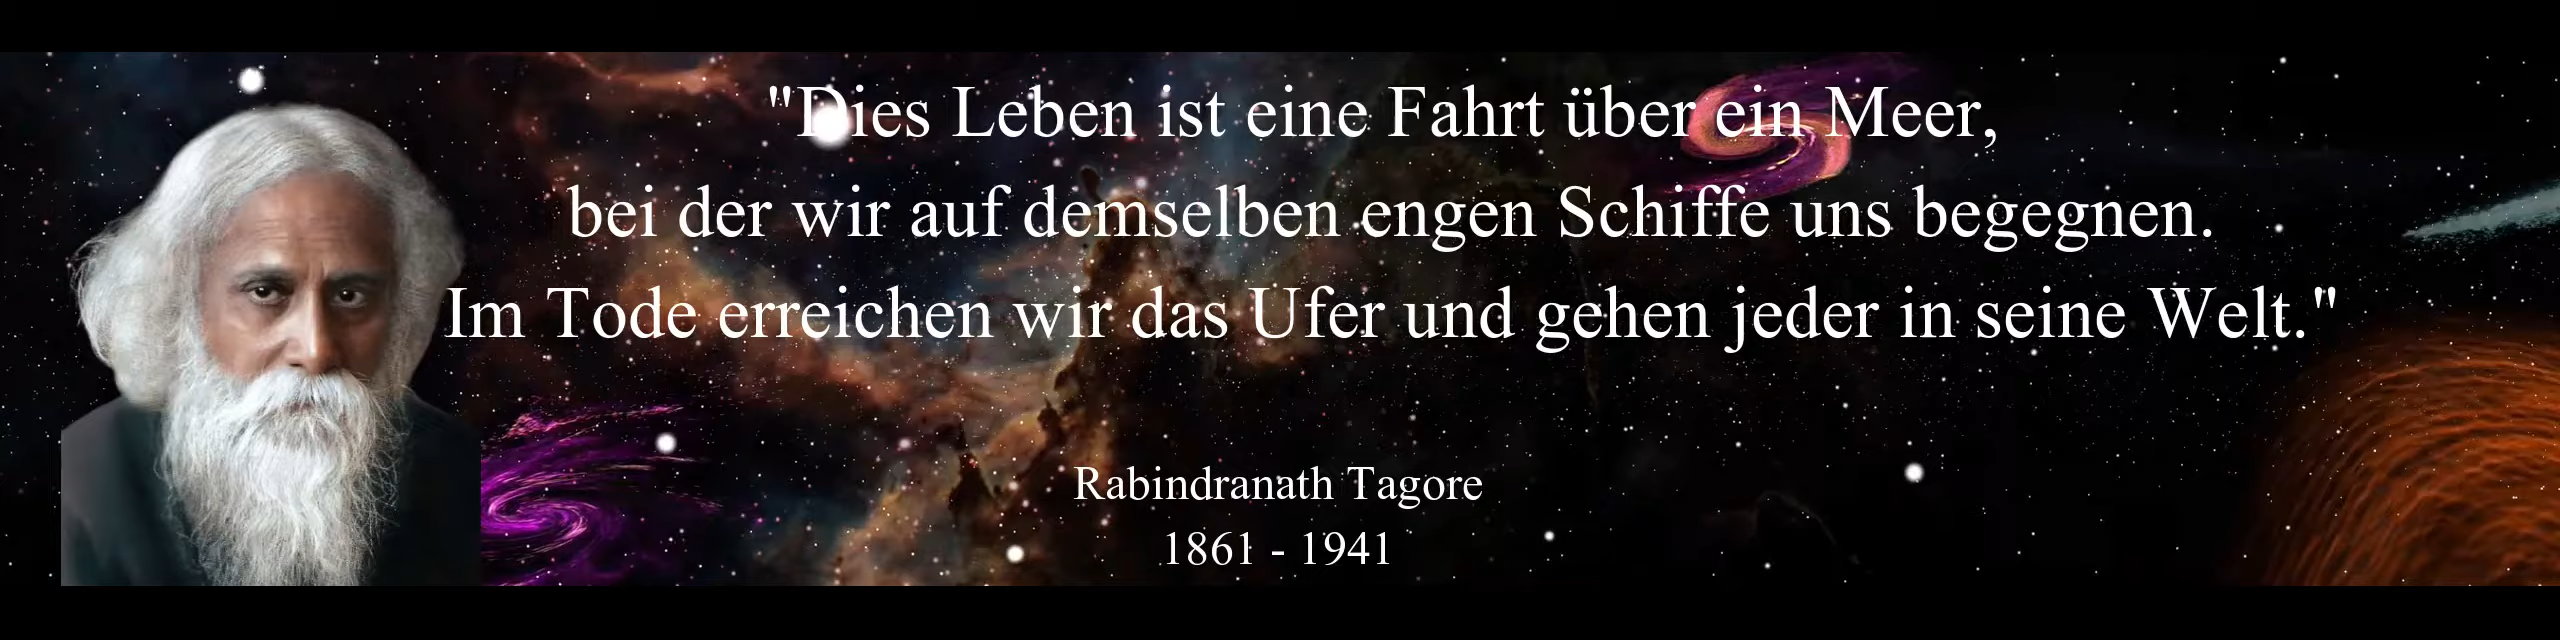 "Dies Leben ist eine Fahrt über ein Meer,
bei der wir auf demselben engen Schiffe uns begegnen.
Im Tode erreichen wir das Ufer und gehen jeder in seine Welt."
Rabindranath Tagore
1861 - 1941